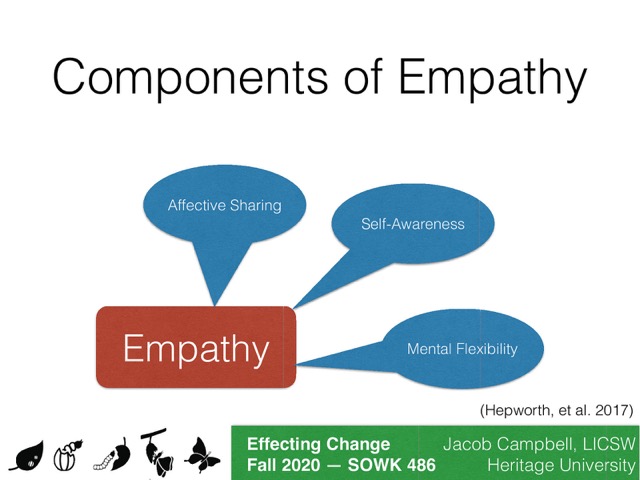 Components of Empathy
Affective Sharing
Self-Awareness
Empathy
Mental Flexibility
(Hepworth, et al. 2017)
Effecting Change
Jacob Campbell, LICSW
Fall 2020 — SOWK 486
Heritage University